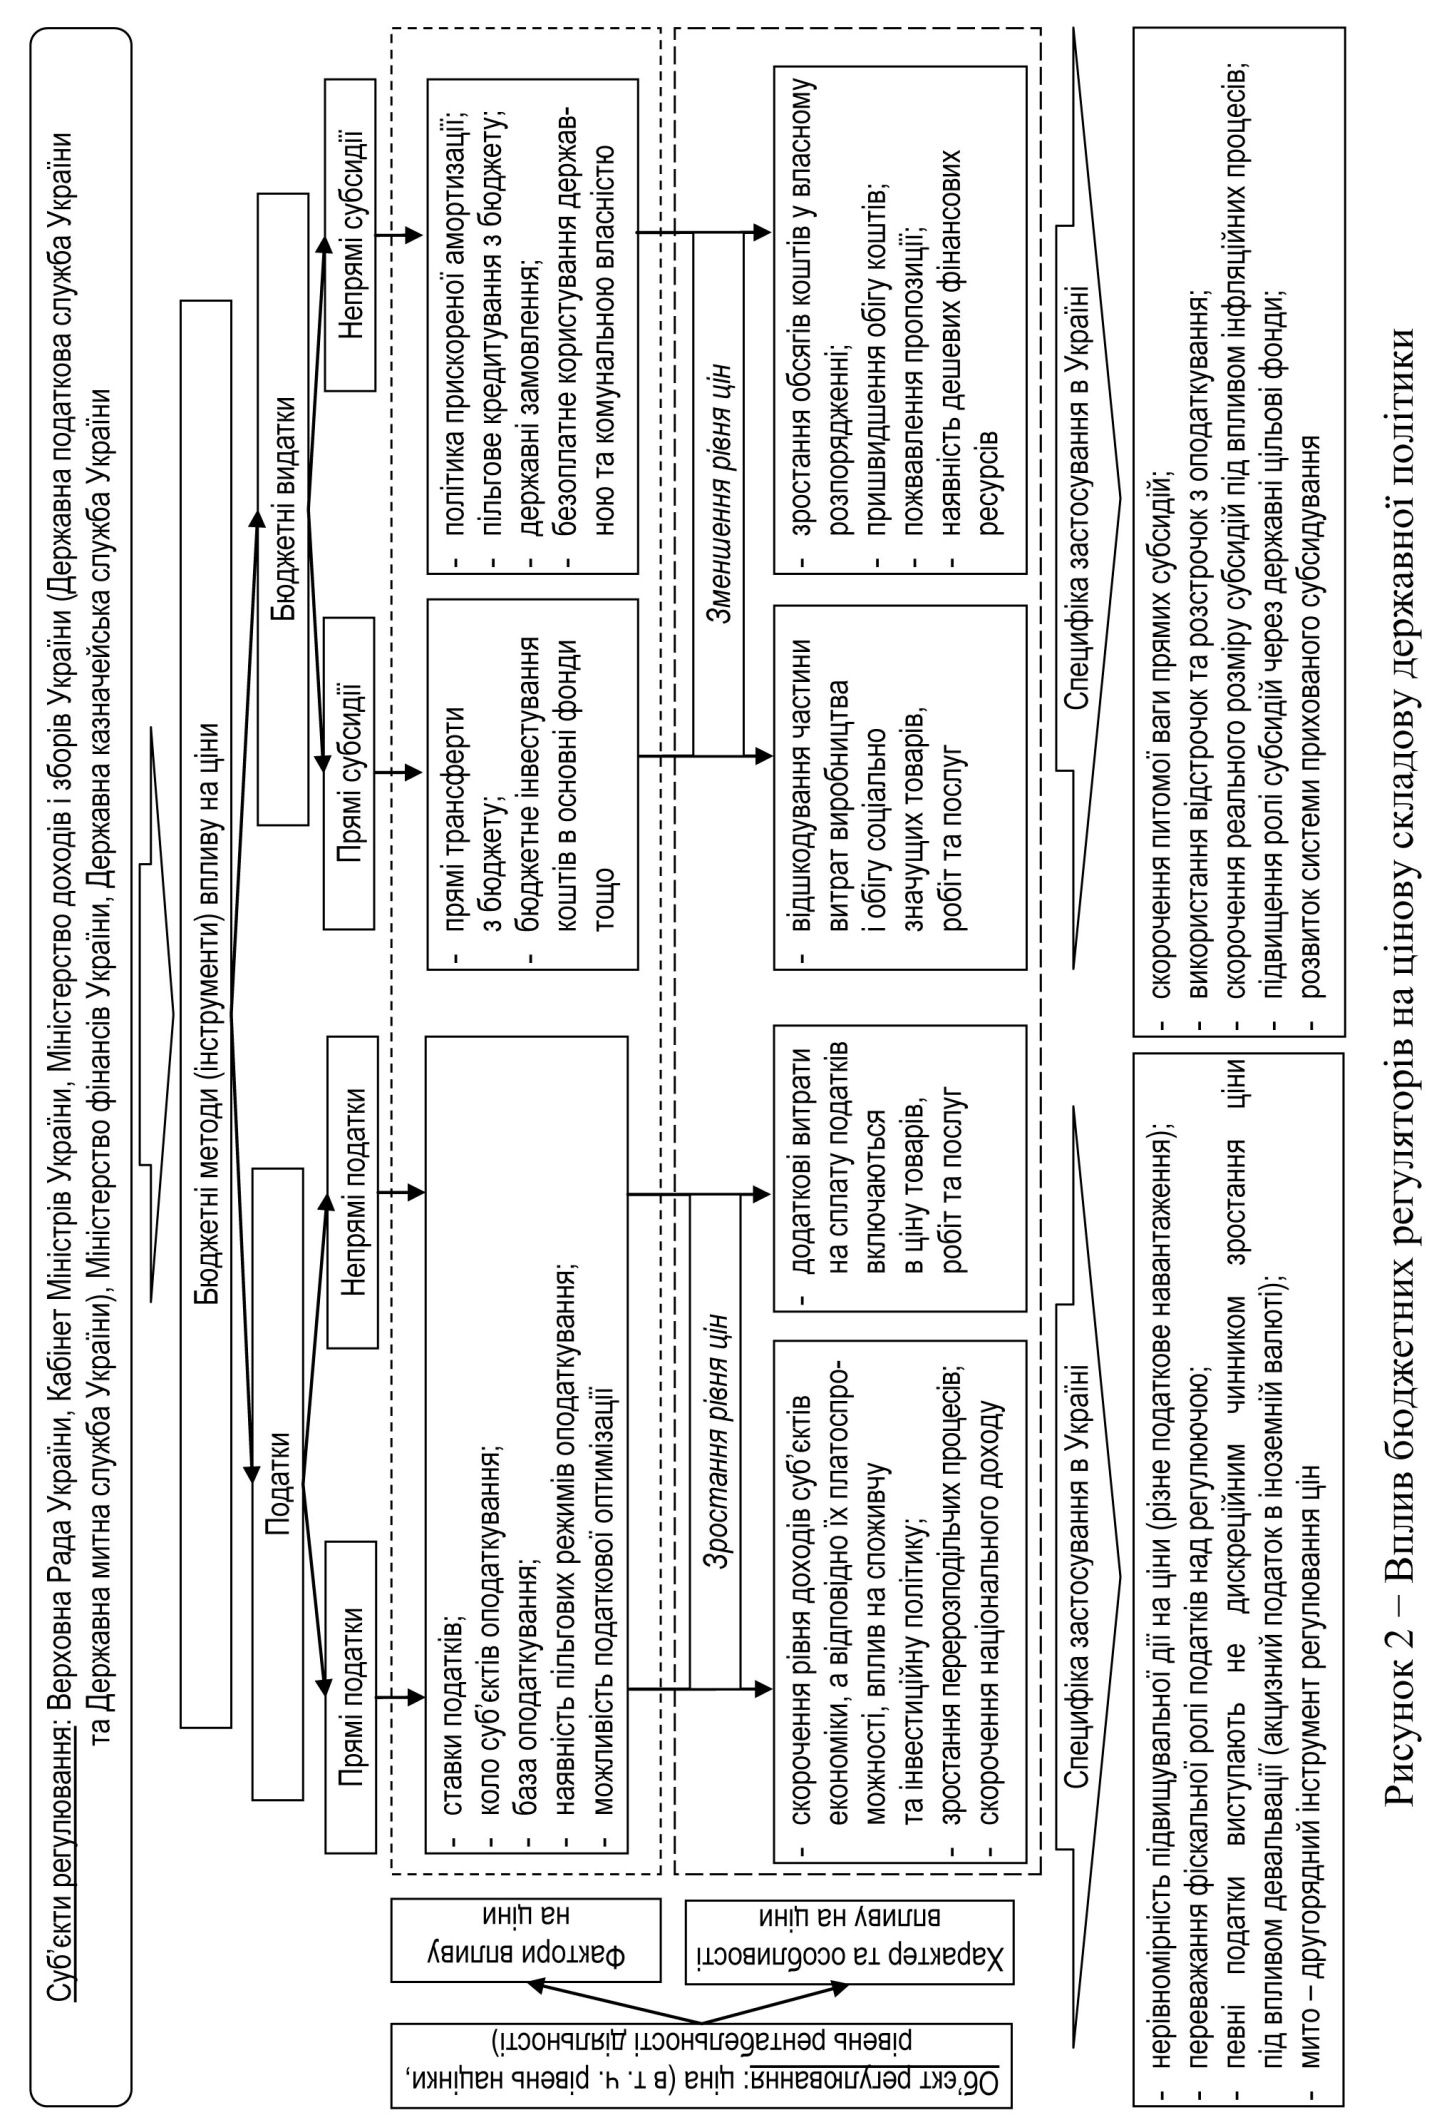 Суб’єкти регулювання: Верховна Рада України, Кабінет Міністрів України, Міністерство доходів і зборів України (Державна податкова служба України
та Державна митна служба України), Міністерство фінансів України, Державна казначейська служба України
Бюджетні методи (інструменти) впливу на ціни
Податки
Бюджетні видатки
Прямі податки
Непрямі податки
Прямі субсидії
Непрямі субсидії
Об’єкт регулювання: ціна (в т. ч. рівень націнки,
рівень рентабельності діяльності)
Фактори впливу
на ціни
- ставки податків;
- коло суб’єктів оподаткування;
- база оподаткування;
- наявність пільгових режимів оподаткування;
- можливість податкової оптимізації
- прямі трансферти
з бюджету;
- бюджетне інвестування
коштів в основні фонди
тощо
- політика прискореної амортизації;
- пільгове кредитування з бюджету;
- державні замовлення;
- безоплатне користування держав-
ною та комунальною власністю
Характер та особливості
впливу на ціни
Зростання рівня цін
Зменшення рівня цін
- скорочення рівня доходів суб’єктів
економіки, а відповідно їх платоспро-
можності, вплив на споживчу
та інвестиційну політику;
- зростання перерозподільчих процесів;
- скорочення національного доходу
- додаткові витрати
на сплату податків
включаються
в ціну товарів,
робіт та послуг
- відшкодування частини
витрат виробництва
і обігу соціально
значущих товарів,
робіт та послуг
- зростання обсягів коштів у власному
розпорядженні;
- пришвидшення обігу коштів;
- пожвавлення пропозиції;
- наявність дешевих фінансових
ресурсів
Специфіка застосування в Україні
Специфіка застосування в Україні
- нерівномірність підвищувальної дії на ціни (різне податкове навантаження);
- переважання фіскальної ролі податків над регулюючою;
- певні податки виступають не дискреційним чинником зростання ціни
під впливом девальвації (акцизний податок в іноземній валюті);
- мито – другорядний інструмент регулювання цін
- скорочення питомої ваги прямих субсидій;
- використання відстрочок та розстрочок з оподаткування;
- скорочення реального розміру субсидій під впливом інфляційних процесів;
- підвищення ролі субсидій через державні цільові фонди;
- розвиток системи прихованого субсидування
Рисунок 2 – Вплив бюджетних регуляторів на цінову складову державної політики